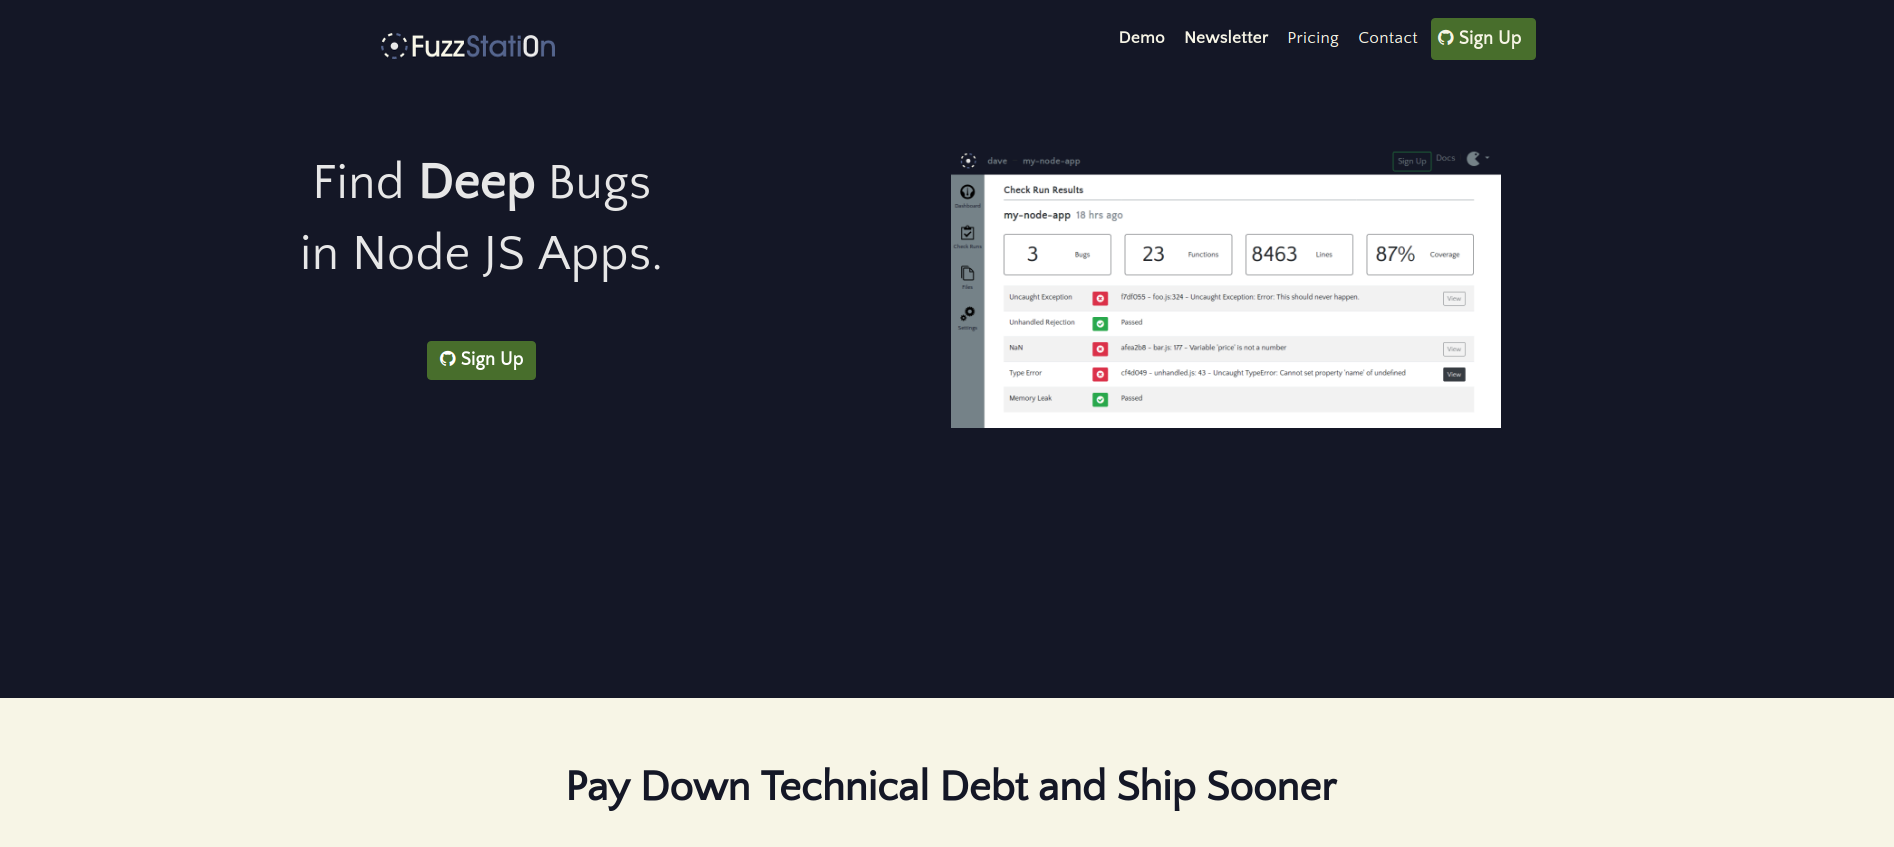 FuzzStati0n
Demo Newsletter Pricing Contact Sign Up
Find Deep Bugs
in Node JS Apps.
Sign Up
dave my-node-app Sign Up Docs
Dashboard
Check Runs
Files
Settings
Check Run Results
my-node-app 18 hrs ago
3 Bugs 23 Functions 8463 Lines 87% Coverage
Uncaught Exception f7df055 - foo.js:324 - Uncaught Exception: Error: This should never happen. View
Unhandled Rejection Passed
NaN afea2b8 - bar.js: 177 - Variable 'price' is not a number View
Type Error cf4d049 - unhandled.js: 43 - Uncaught TypeError: Cannot set property 'name' of undefined View
Memory Leak Passed
Pay Down Technical Debt and Ship Sooner